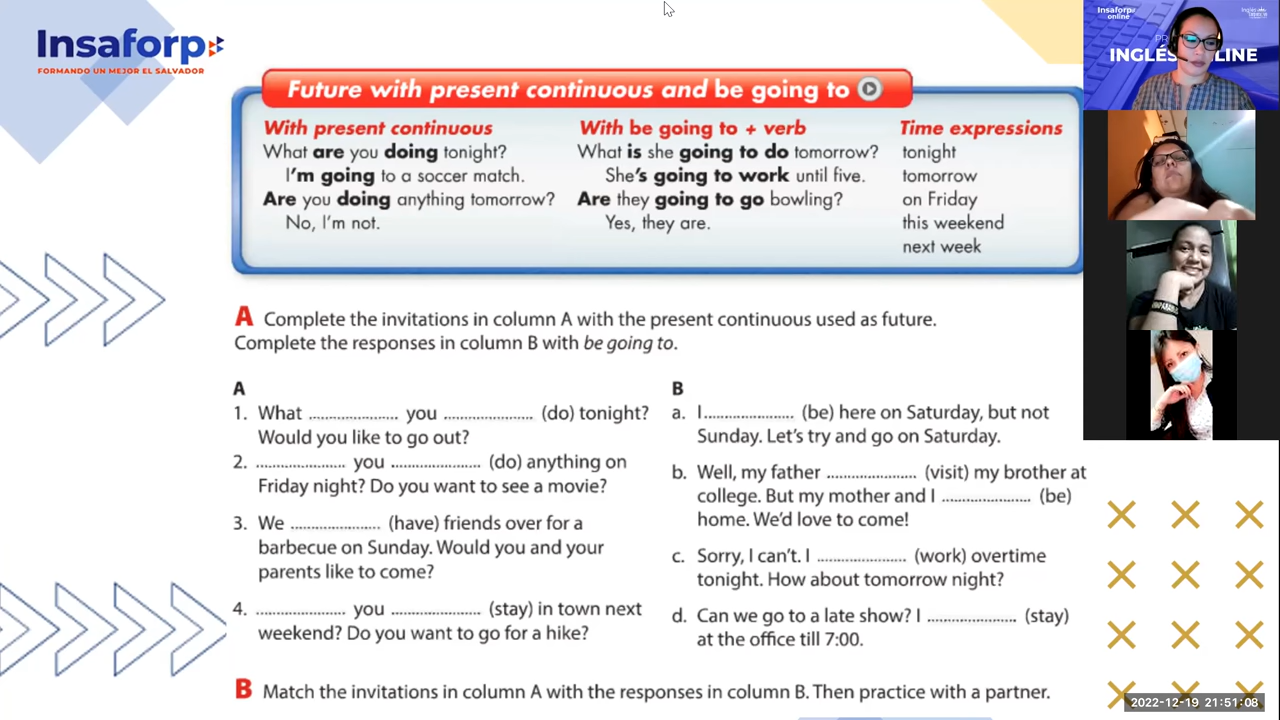 Insaforp
FORMANDO UN MEJOR EL SALVADOR
Insaforp
online
INGLÉS ONLINE
Future with present continuous and be going to
With present continuous
What are you doing tonight?
I'm going to a soccer match.
Are you doing anything tomorrow?
No, I'm not.
With be going to + verb
What is she going to do tomorrow?
She's going to work until five.
Are they going to go bowling?
Yes, they are.
Time expressions
tonight
tomorrow
on Friday
this weekend
next week
A Complete the invitations in column A with the present continuous used as future.
Complete the responses in column B with be going to.
A
1. What .................... you .................... (do) tonight?
Would you like to go out?
2. .................... you .................... (do) anything on
Friday night? Do you want to see a movie?
3. We .................... (have) friends over for a
barbecue on Sunday. Would you and your
parents like to come?
4. .................... you .................... (stay) in town next
weekend? Do you want to go for a hike?
B
a. I.................... (be) here on Saturday, but not
Sunday. Let's try and go on Saturday.
b. Well, my father .................... (visit) my brother at
college. But my mother and I .................... (be)
home. We'd love to come!
c. Sorry, I can't. I .................... (work) overtime
tonight. How about tomorrow night?
d. Can we go to a late show? I .................... (stay)
at the office till 7:00.
B Match the invitations in column A with the responses in column B. Then practice with a partner.
2022-12-19 21:51:08